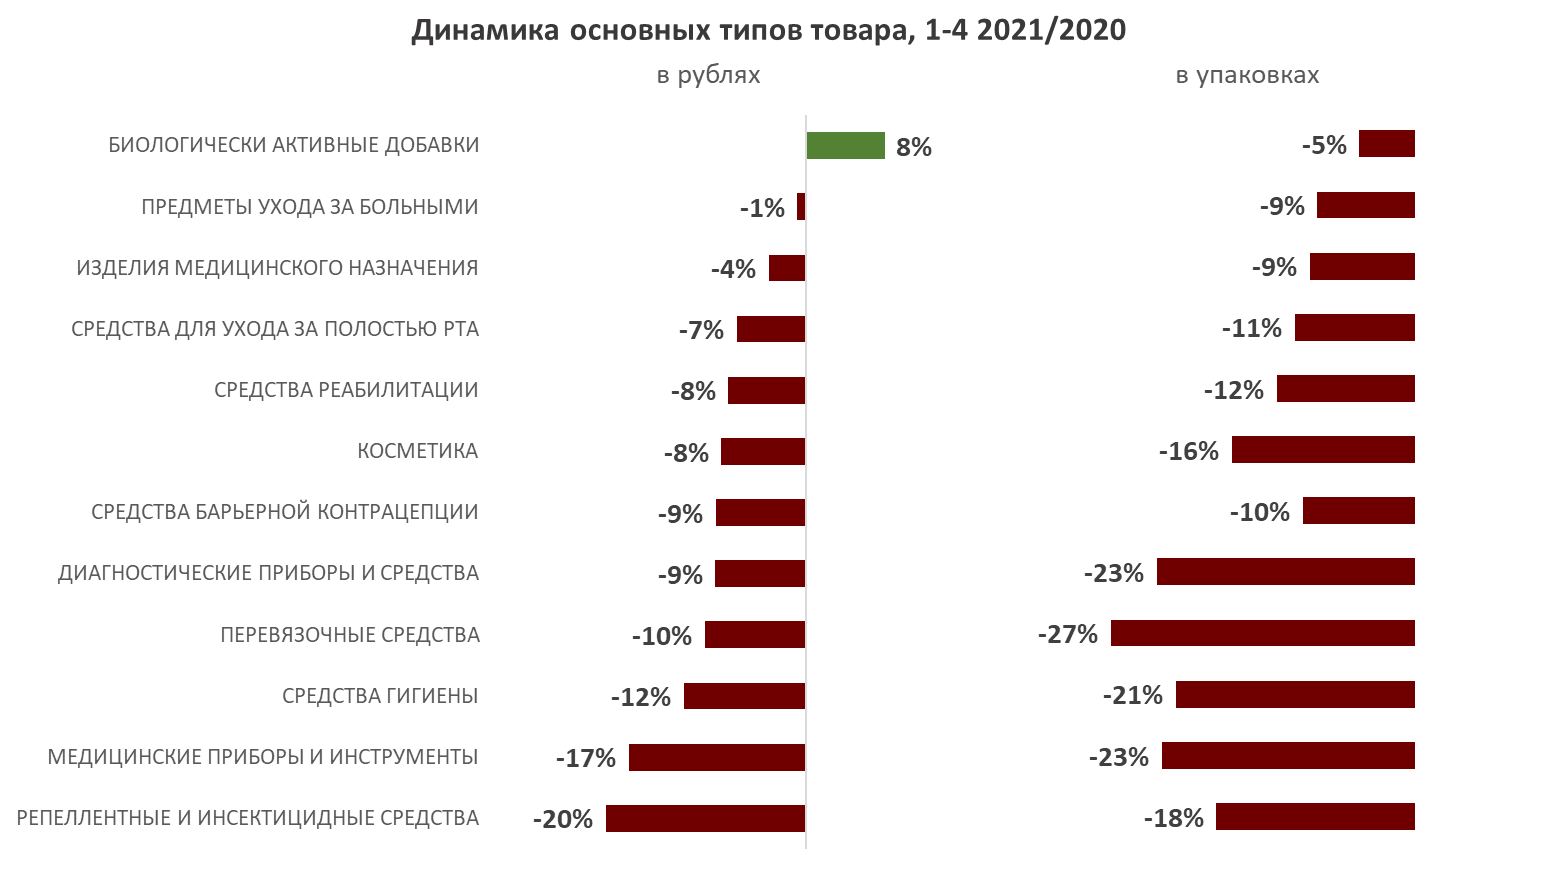 Динамика основных типов товара, 1-4 2021/2020
в рублях в упаковках
БИОЛОГИЧЕСКИ АКТИВНЫЕ ДОБАВКИ 8% -5%
ПРЕДМЕТЫ УХОДА ЗА БОЛЬНЫМИ -1% -9%
ИЗДЕЛИЯ МЕДИЦИНСКОГО НАЗНАЧЕНИЯ -4% -9%
СРЕДСТВА ДЛЯ УХОДА ЗА ПОЛОСТЬЮ РТА -7% -11%
СРЕДСТВА РЕАБИЛИТАЦИИ -8% -12%
КОСМЕТИКА -8% -16%
СРЕДСТВА БАРЬЕРНОЙ КОНТРАЦЕПЦИИ -9% -10%
ДИАГНОСТИЧЕСКИЕ ПРИБОРЫ И СРЕДСТВА -9% -23%
ПЕРЕВЯЗОЧНЫЕ СРЕДСТВА -10% -27%
СРЕДСТВА ГИГИЕНЫ -12% -21%
МЕДИЦИНСКИЕ ПРИБОРЫ И ИНСТРУМЕНТЫ -17% -23%
РЕПЕЛЛЕНТНЫЕ И ИНСЕКТИЦИДНЫЕ СРЕДСТВА -20% -18%